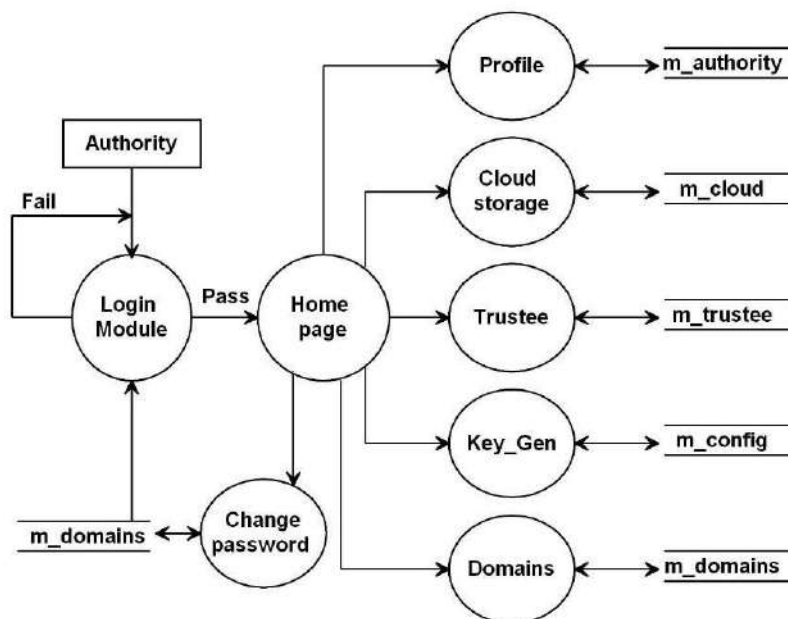 Profile
m_authority
Authority
Cloud
storage
m_cloud
Fail
Login
Module
Pass
Home
page
Trustee
m_trustee
Key_Gen
m_config
m_domains
Change
password
Domains
m_domains